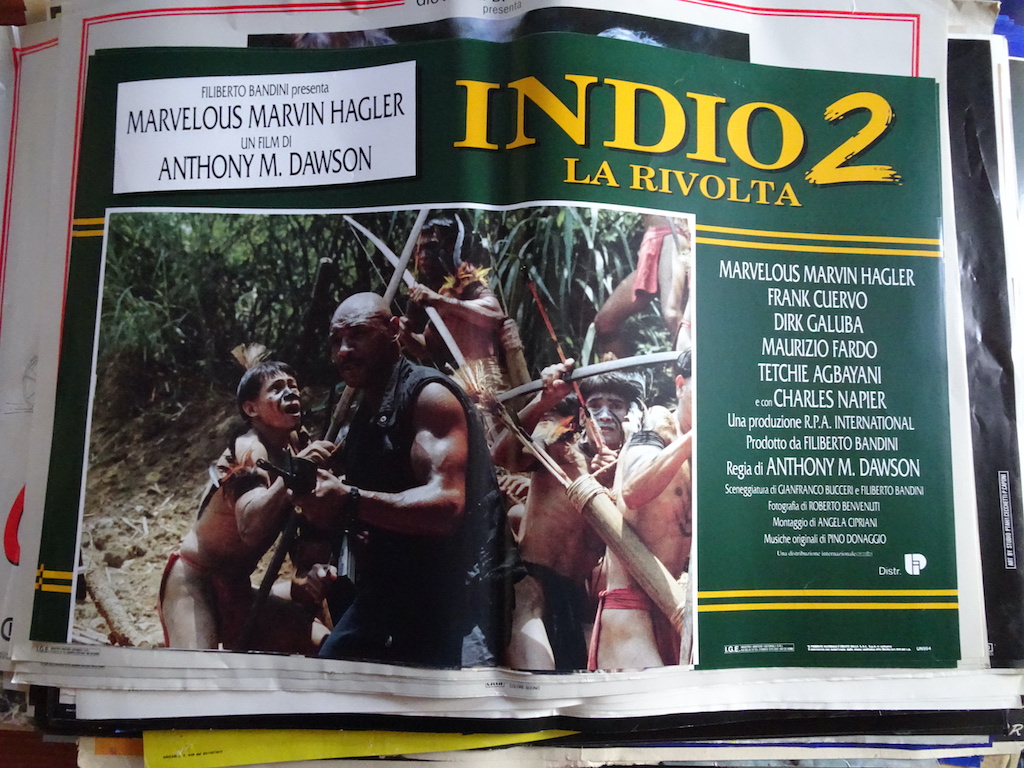 presenta
FILIBERTO BANDINI presenta
MARVELOUS MARVIN HAGLER
UN FILM DI
ANTHONY M. DAWSON
INDIO 2
LA RIVOLTA
MARVELOUS MARVIN HAGLER
FRANK CUERVO
DIRK GALUBA
MAURIZIO FARDO
TETCHIE AGBAYANI
e con CHARLES NAPIER
Una produzione R.P.A. INTERNATIONAL
Prodotto da FILIBERTO BANDINI
Regia di ANTHONY M. DAWSON
Sceneggiatura di GIANFRANCO BUCCERI e FILIBERTO BANDINI
Fotografia di ROBERTO BENVENUTI
Montaggio di ANGELA CIPRIANI
Musiche originali di PINO DONAGGIO
Una distribuzione internazionale
Distr.
I.G.E.
I.G.E.